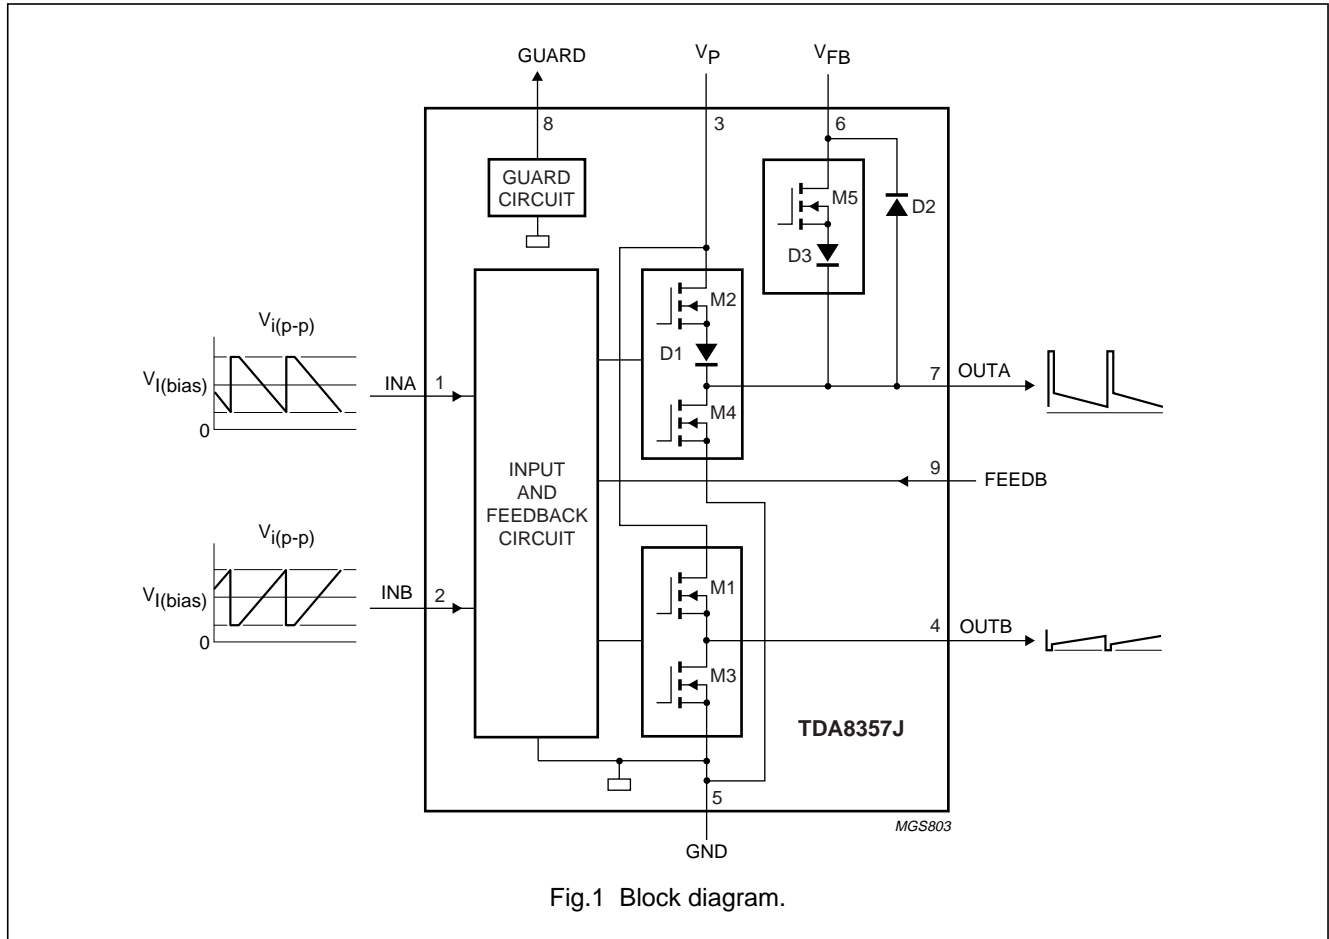 GUARD
VP
VFB
8
3
6
GUARD
CIRCUIT
M5
D2
D3
M2
D1
M4
Vi(p-p)
VI(bias)
0
INA
1
7
OUTA
INPUT
AND
FEEDBACK
CIRCUIT
9
FEEDB
Vi(p-p)
VI(bias)
0
INB
2
M1
4
OUTB
M3
TDA8357J
5
MGS803
GND
Fig.1 Block diagram.